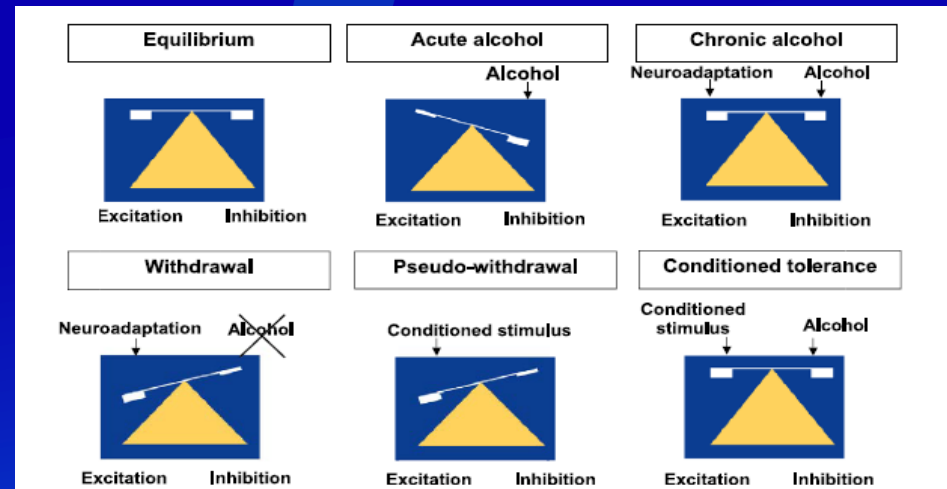 Equilibrium
Acute alcohol
Chronic alcohol
Alcohol
Neuroadaptation Alcohol
Excitation Inhibition
Excitation Inhibition
Excitation Inhibition
Withdrawal
Pseudo-withdrawal
Conditioned tolerance
Neuroadaptation Alcohol
Conditioned stimulus
Conditioned
stimulus
Alcohol
Excitation Inhibition
Excitation Inhibition
Excitation Inhibition